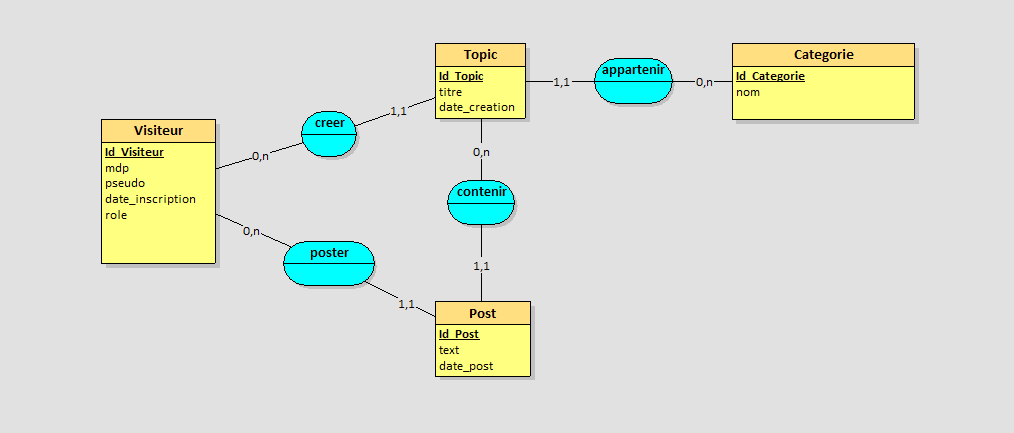 Topic
Id_Topic
titre
date_creation
1,1
appartenir
0,n
Categorie
Id_Categorie
nom
Visiteur
Id_Visiteur
mdp
pseudo
date_inscription
role
0,n
creer
1,1
0,n
contenir
1,1
0,n
poster
1,1
Post
Id_Post
text
date_post